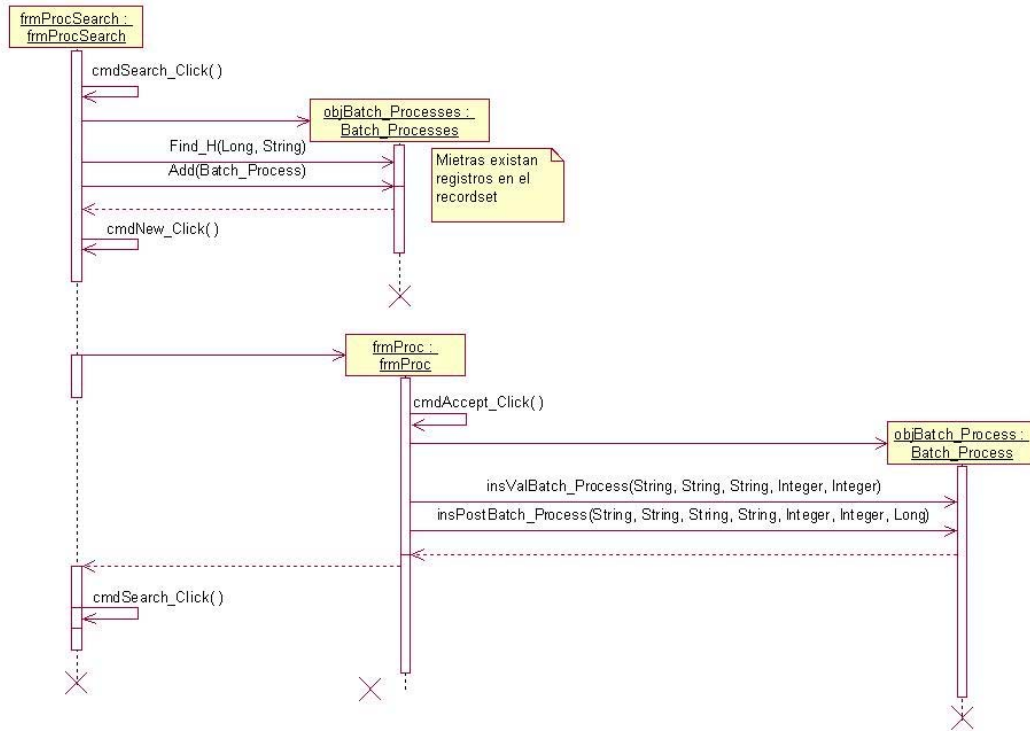 frmProcSearch :
frmProcSearch
cmdSearch_Click()
objBatch_Processes :
Batch_Processes
Find_H(Long, String)
Add(Batch_Process)
Mietras existan
registros en el
recordset
cmdNew_Click()
frmProc :
frmProc
cmdAccept_Click()
objBatch_Process :
Batch_Process
insValBatch_Process(String, String, String, Integer, Integer)
insPostBatch_Process(String, String, String, String, Integer, Integer, Long)
cmdSearch_Click()